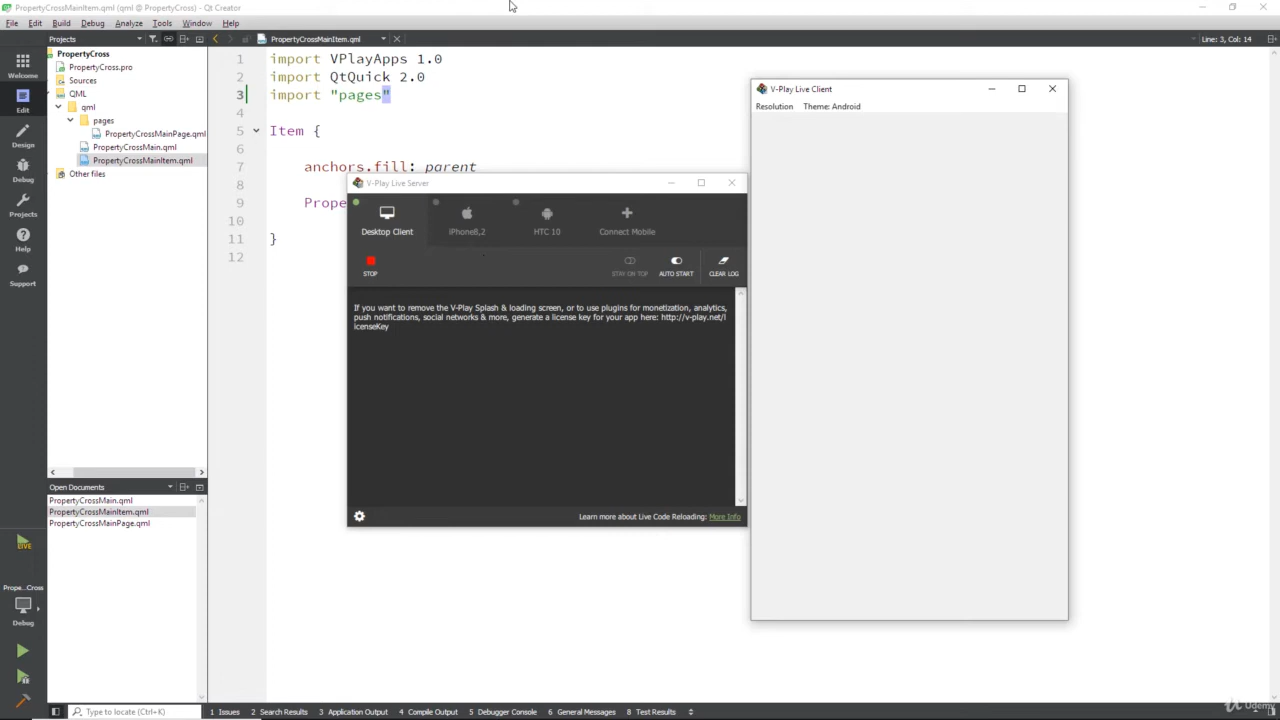 PropertyCrossMainItem.qml (qml @ PropertyCross) - Qt Creator
File Edit Build Debug Analyze Tools Window Help
Projects
PropertyCrossMainItem.qml
Line: 3, Col: 14
Welcome
Edit
Design
Debug
Projects
Help
Support
Prope...Cross
Debug
PropertyCross
PropertyCross.pro
Sources
QML
qml
pages
PropertyCrossMainPage.qml
PropertyCrossMain.qml
PropertyCrossMainItem.qml
Other files
Open Documents
PropertyCrossMain.qml
PropertyCrossMainItem.qml
PropertyCrossMainPage.qml
1 import VPlayApps 1.0
2 import QtQuick 2.0
3 import "pages"
4
5 Item {
6
7 anchors.fill: parent
8
9 Prope
10
11 }
12
V-Play Live Server
Desktop Client
iPhone8,2
HTC 10
Connect Mobile
STOP
STAY ON TOP
AUTO START
CLEAR LOG
If you want to remove the V-Play Splash & loading screen, or to use plugins for monetization, analytics,
push notifications, social networks & more, generate a license key for your app here: http://v-play.net/l
icenseKey
Learn more about Live Code Reloading: More Info
V-Play Live Client
Resolution Theme: Android
LIVE
Type to locate (Ctrl+K)
1 Issues 2 Search Results 3 Application Output 4 Compile Output 5 Debugger Console 6 General Messages 8 Test Results
Udemy